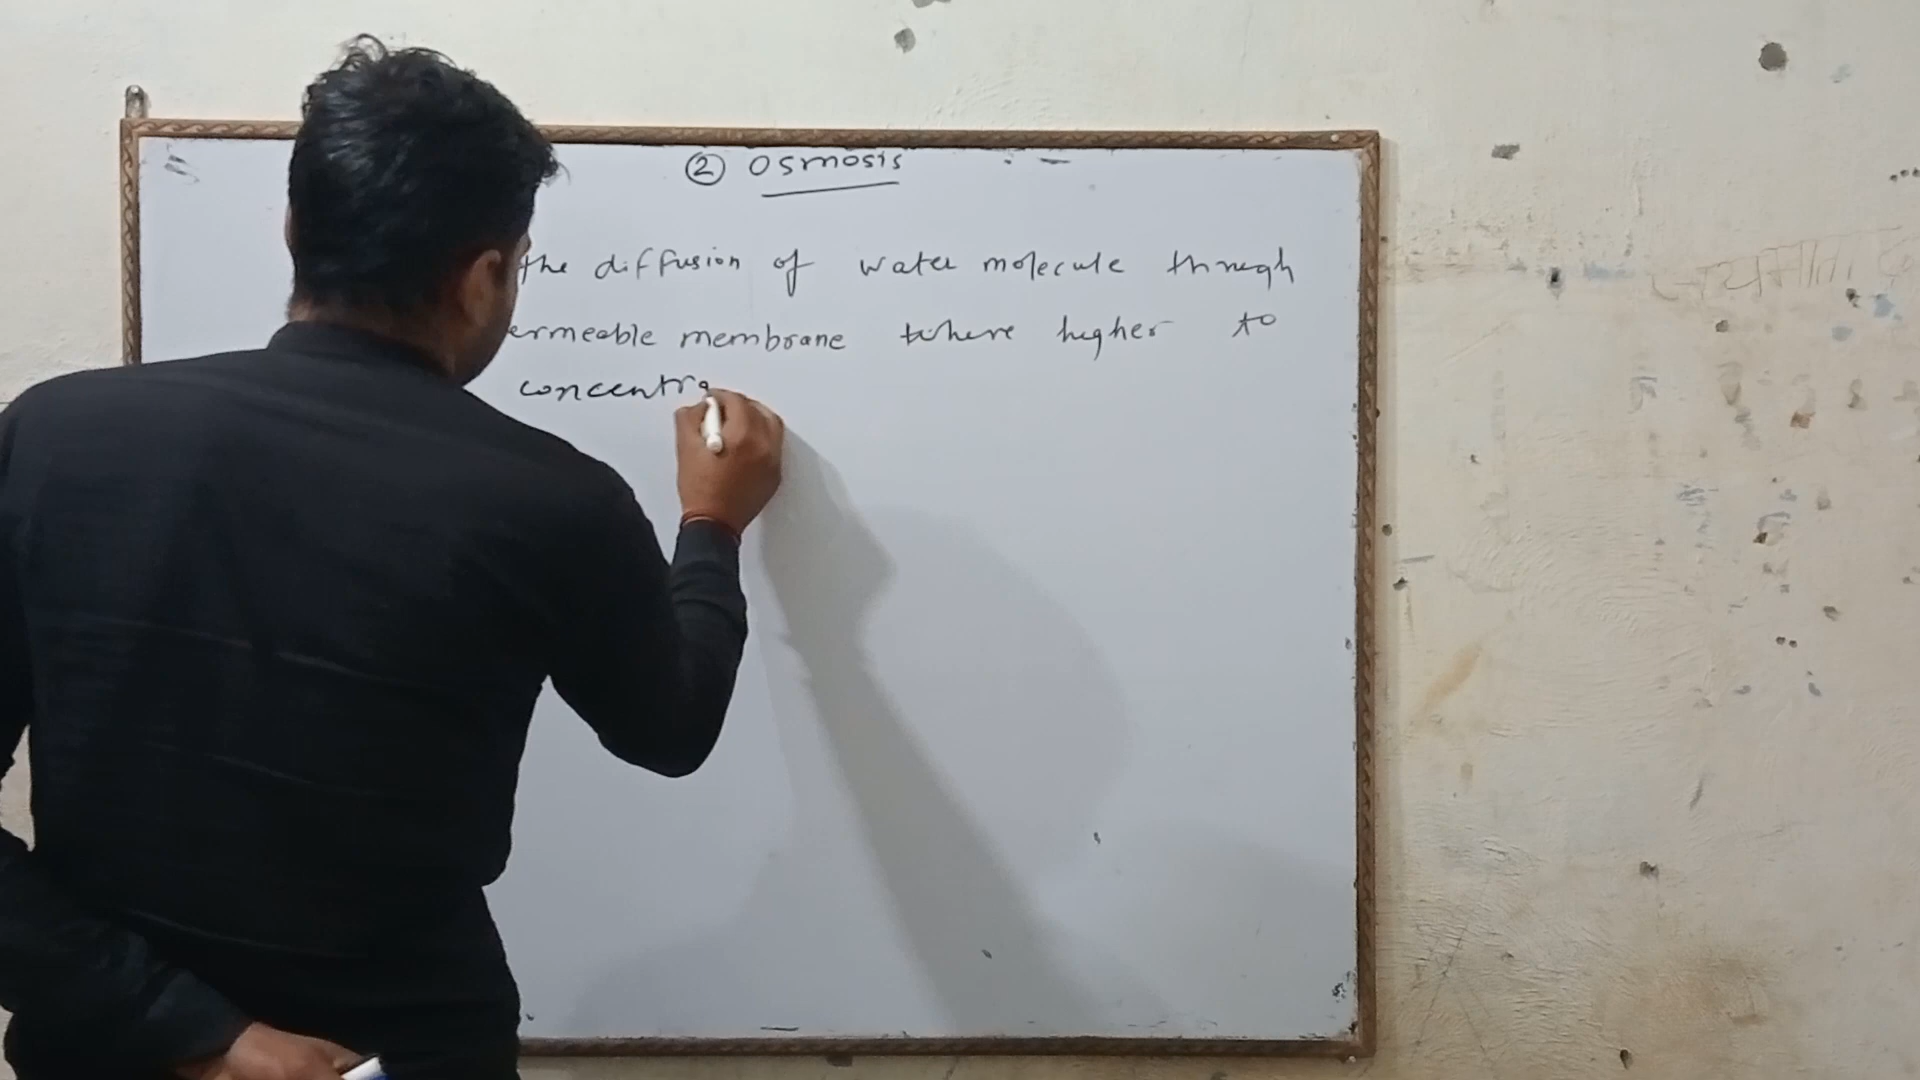 ② Osmosis
the diffusion of water molecule through
ermeable membrane where higher to
concentra